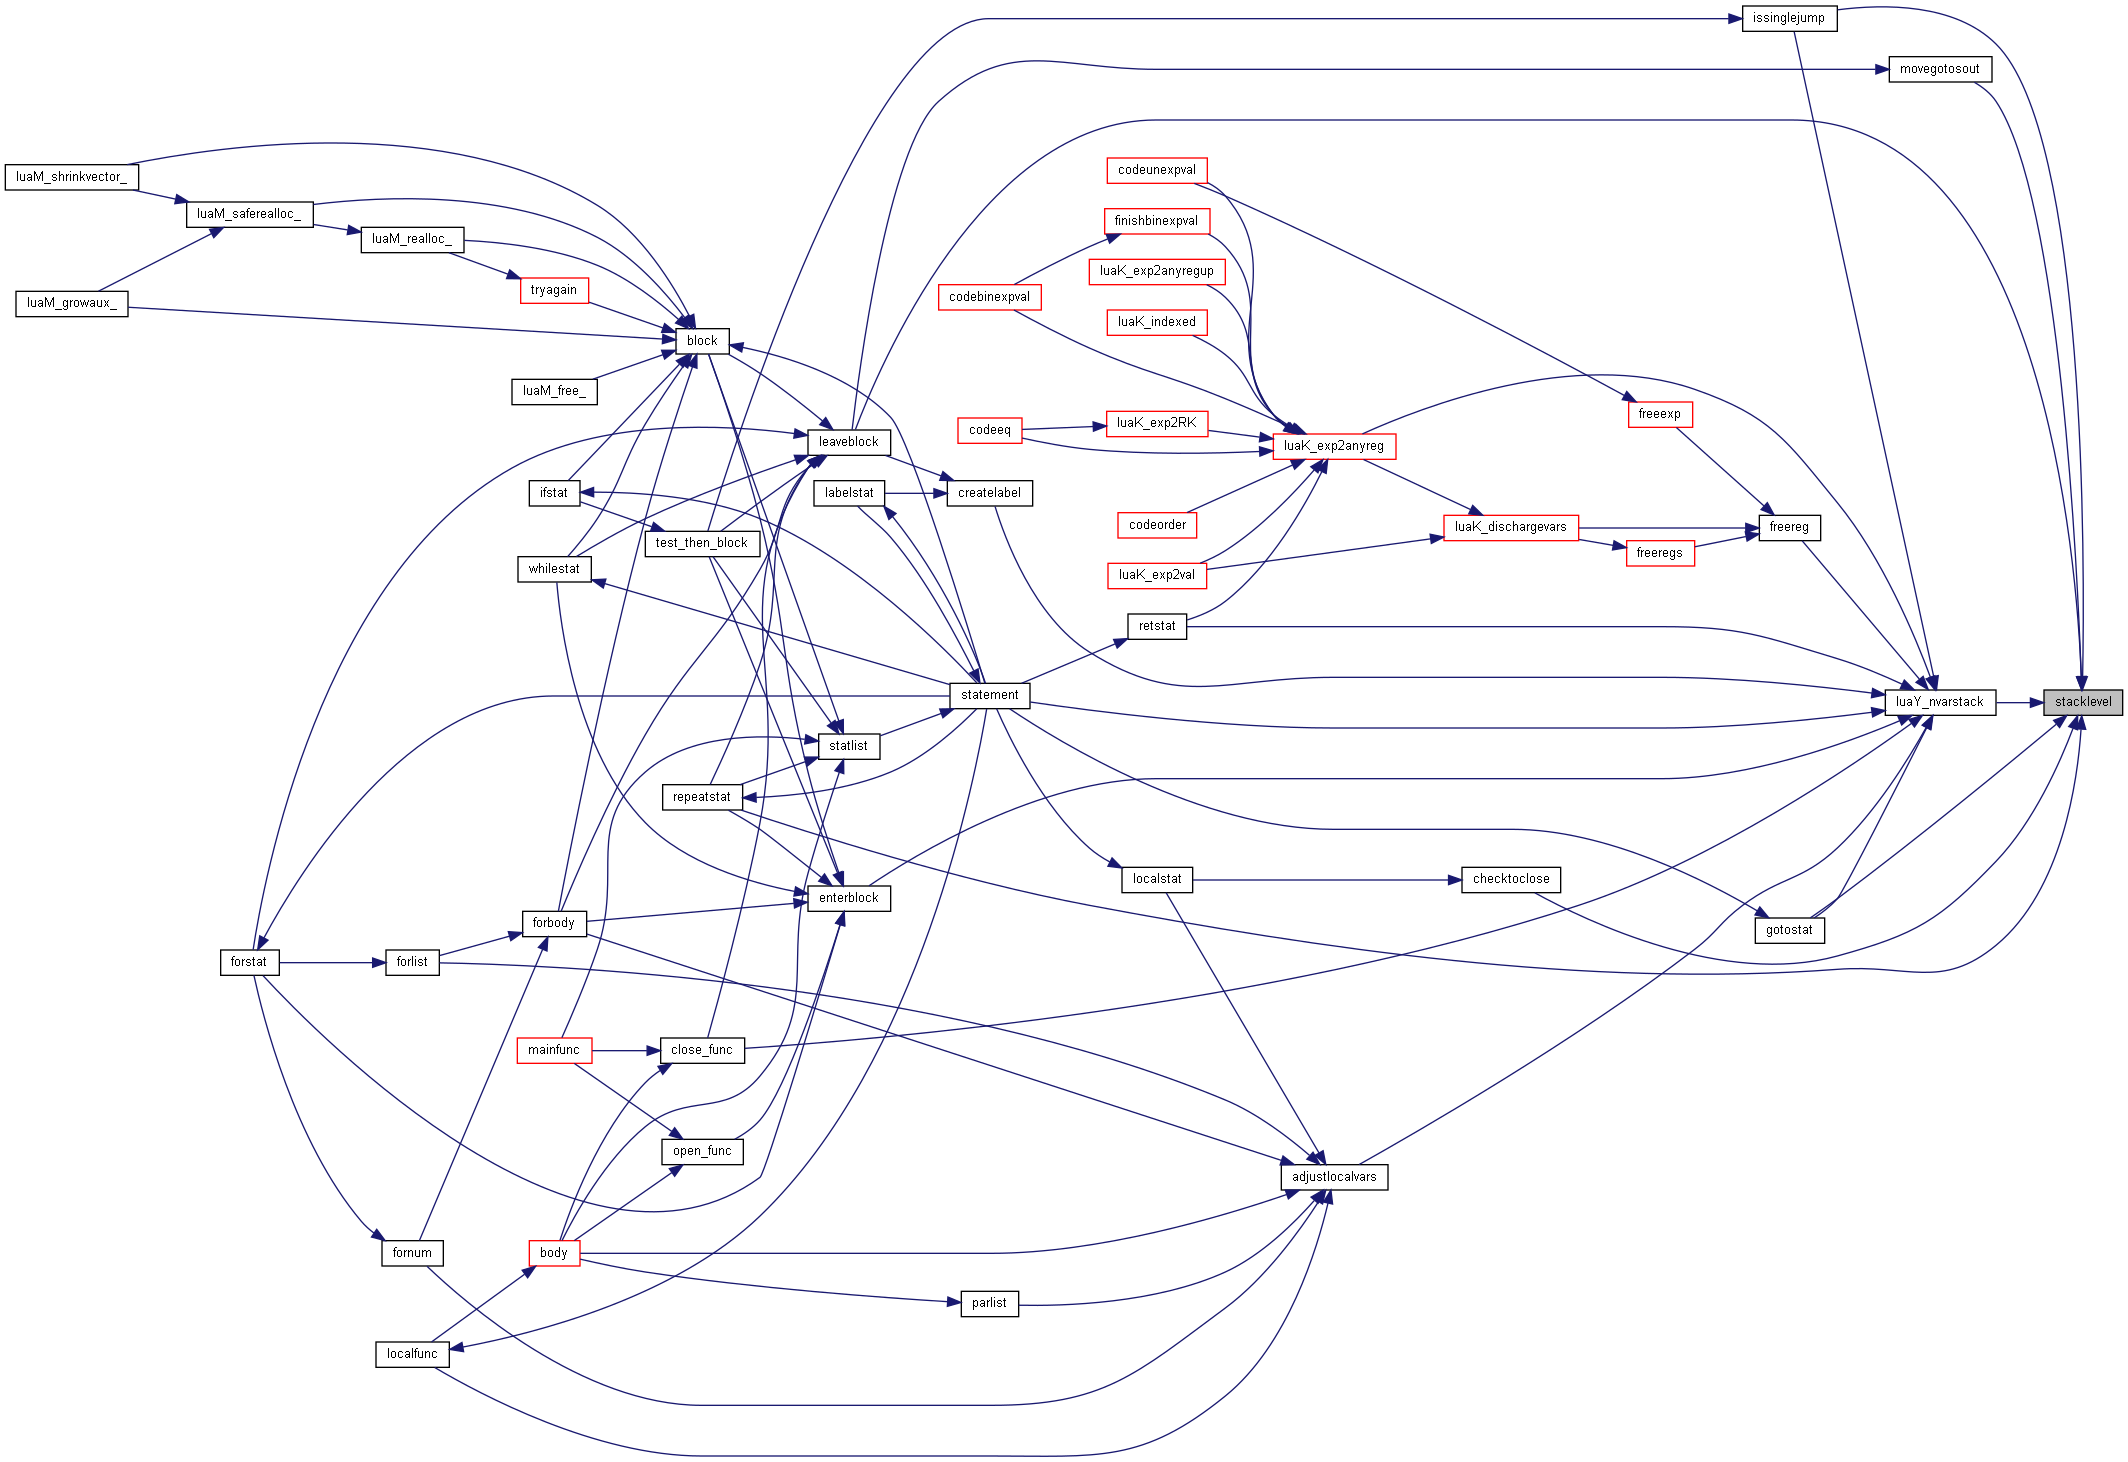 issinglejump
movegotosout
codeunexpval
luaM_shrinkvector_
luaM_saferealloc_
finishbinexpval
luaM_realloc_
luaK_exp2anyregup
tryagain
codebinexpval
luaM_growaux_
luaK_indexed
block
luaM_free_
freeexp
luaK_exp2RK
codeeq
leaveblock
luaK_exp2anyreg
ifstat
labelstat
createlabel
codeorder
luaK_dischargevars
freereg
test_then_block
freeregs
whilestat
luaK_exp2val
retstat
statement
luaY_nvarstack
stacklevel
statlist
repeatstat
localstat
checktoclose
enterblock
forbody
gotostat
forstat
forlist
mainfunc
close_func
open_func
adjustlocalvars
fornum
body
parlist
localfunc